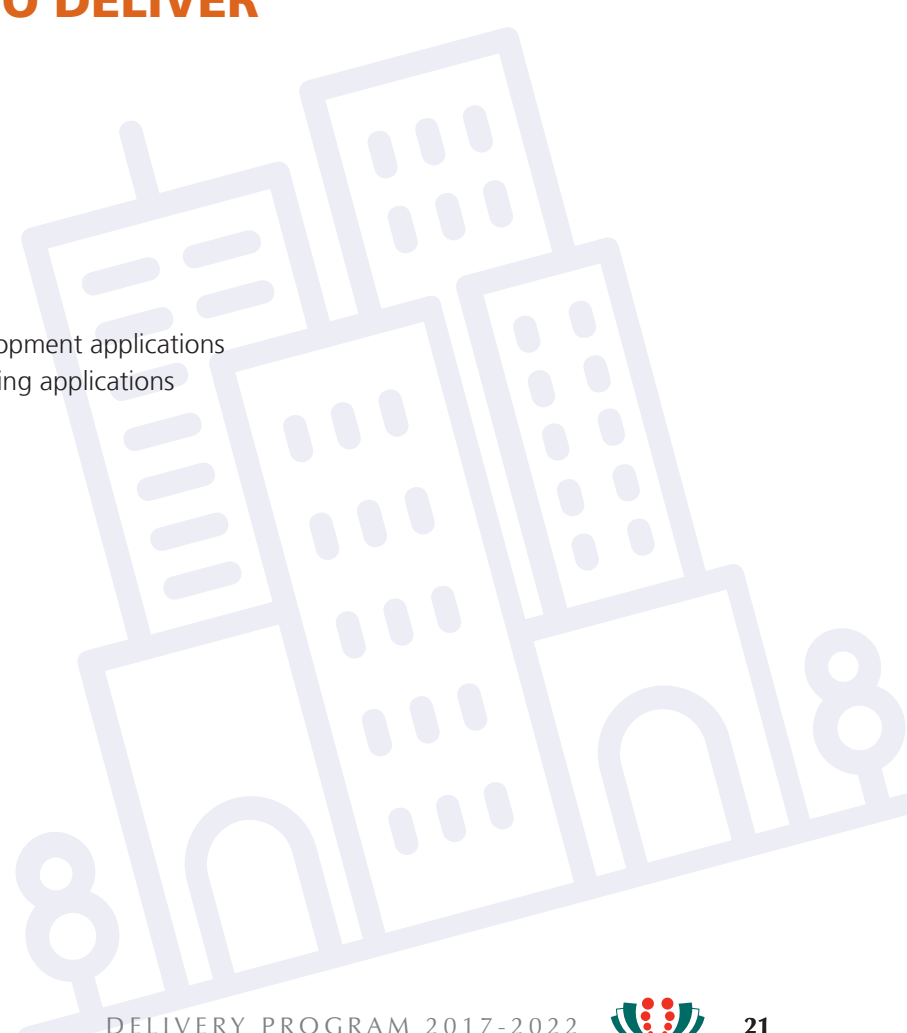 O DELIVER
opment applications
ing applications
DELIVERY PROGRAM 2017-2022 21